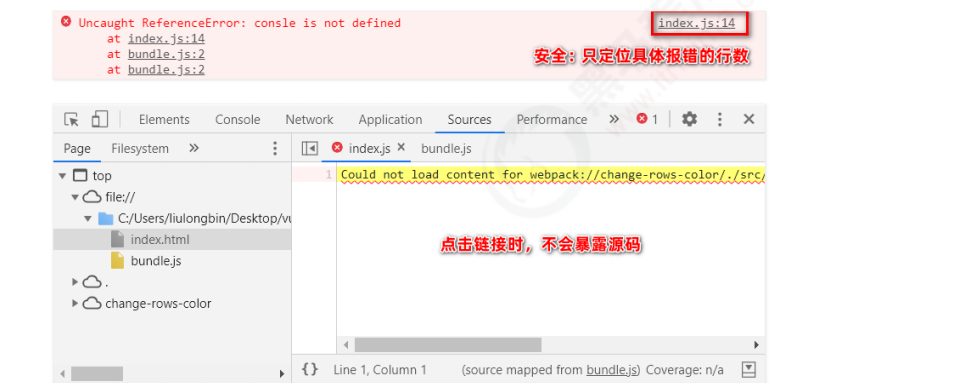 Uncaught ReferenceError: consle is not defined
index.js:14
at index.js:14
at bundle.js:2
at bundle.js:2
安全：只定位具体报错的行数
Elements Console Network Application Sources Performance 1
Page Filesystem
index.js bundle.js
top
file://
C:/Users/liulongbin/Desktop/vu
index.html
bundle.js
.
change-rows-color
1 Could not load content for webpack://change-rows-color/./src/
点击链接时，不会暴露源码
{} Line 1, Column 1 (source mapped from bundle.js) Coverage: n/a